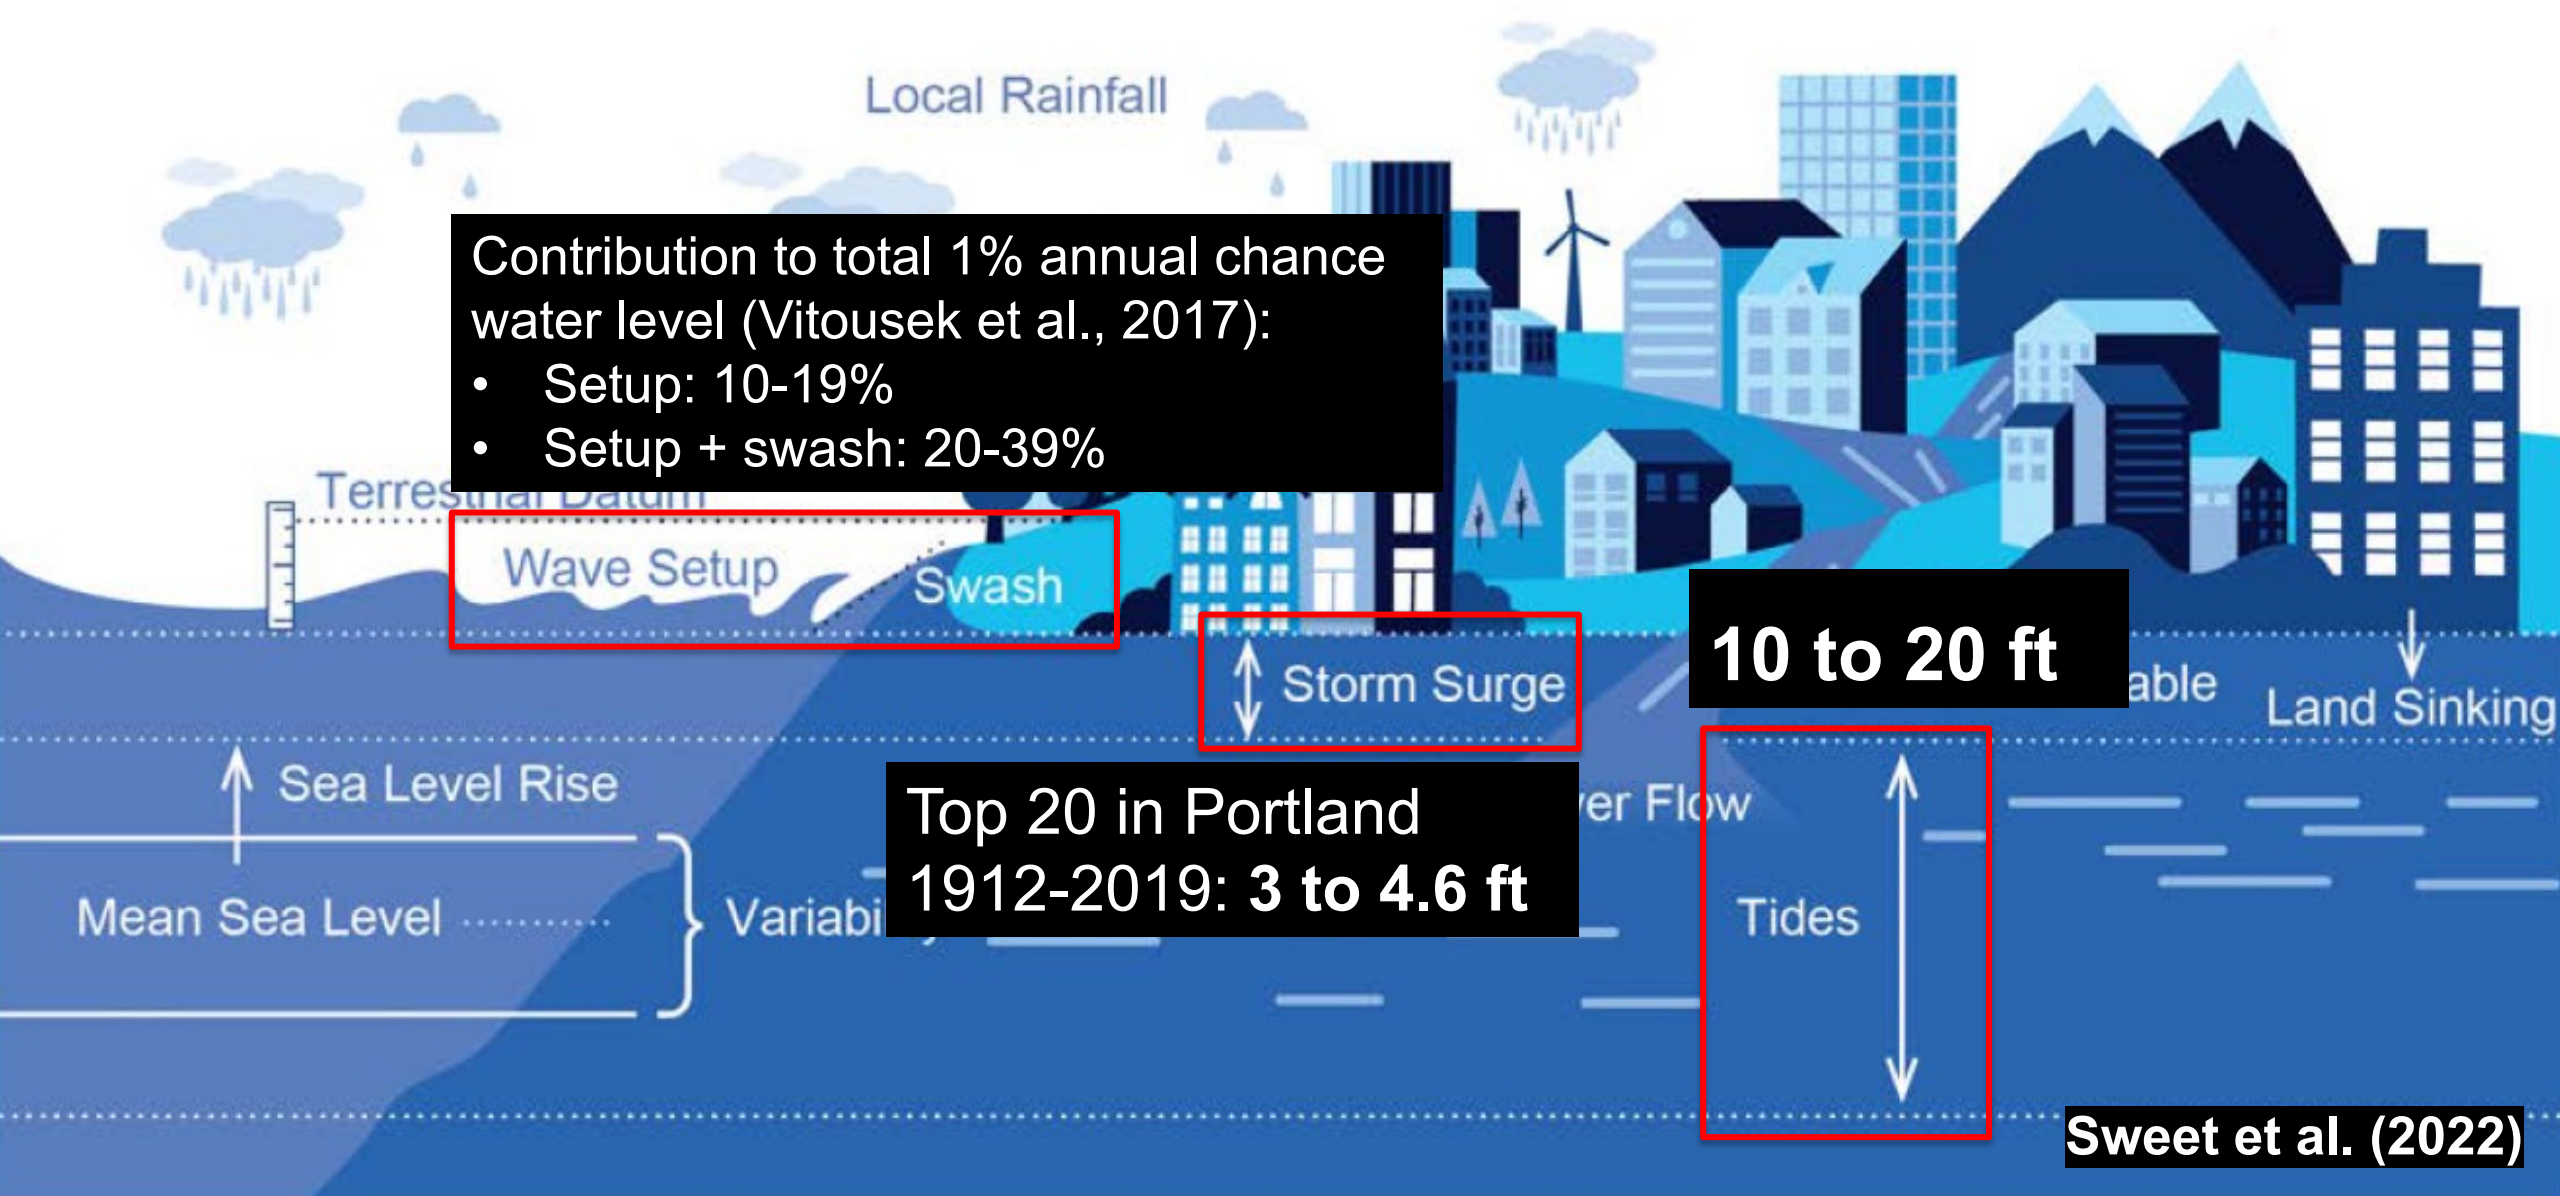 Local Rainfall
Contribution to total 1% annual chance
water level (Vitousek et al., 2017):
• Setup: 10-19%
• Setup + swash: 20-39%
Terrestrial Datum
Wave Setup
Swash
10 to 20 ft
Storm Surge
able
Land Sinking
Sea Level Rise
Top 20 in Portland
1912-2019: 3 to 4.6 ft
er Flow
Mean Sea Level
Variabi
Tides
Sweet et al. (2022)